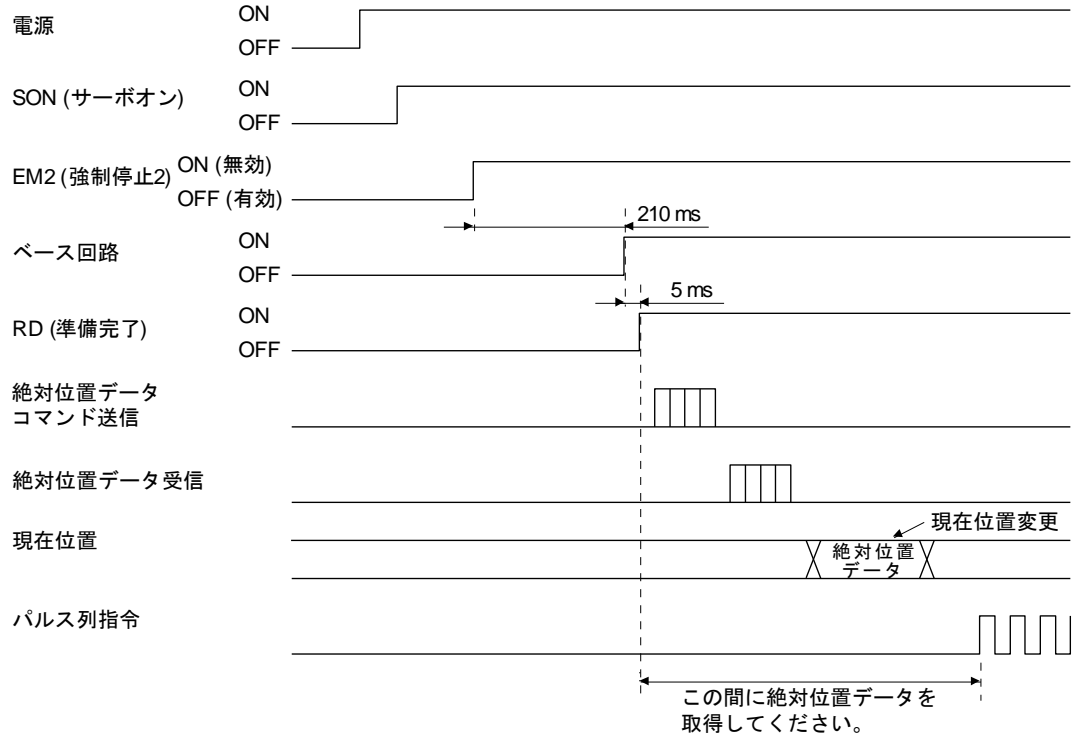 電源
ON
OFF
SON (サーボオン)
ON
OFF
EM2 (強制停止2)
ON (無効)
OFF (有効)
210 ms
ベース回路
ON
OFF
5 ms
RD (準備完了)
ON
OFF
絶対位置データ
コマンド送信
絶対位置データ受信
現在位置変更
現在位置
絶対位置
データ
パルス列指令
この間に絶対位置データを
取得してください。